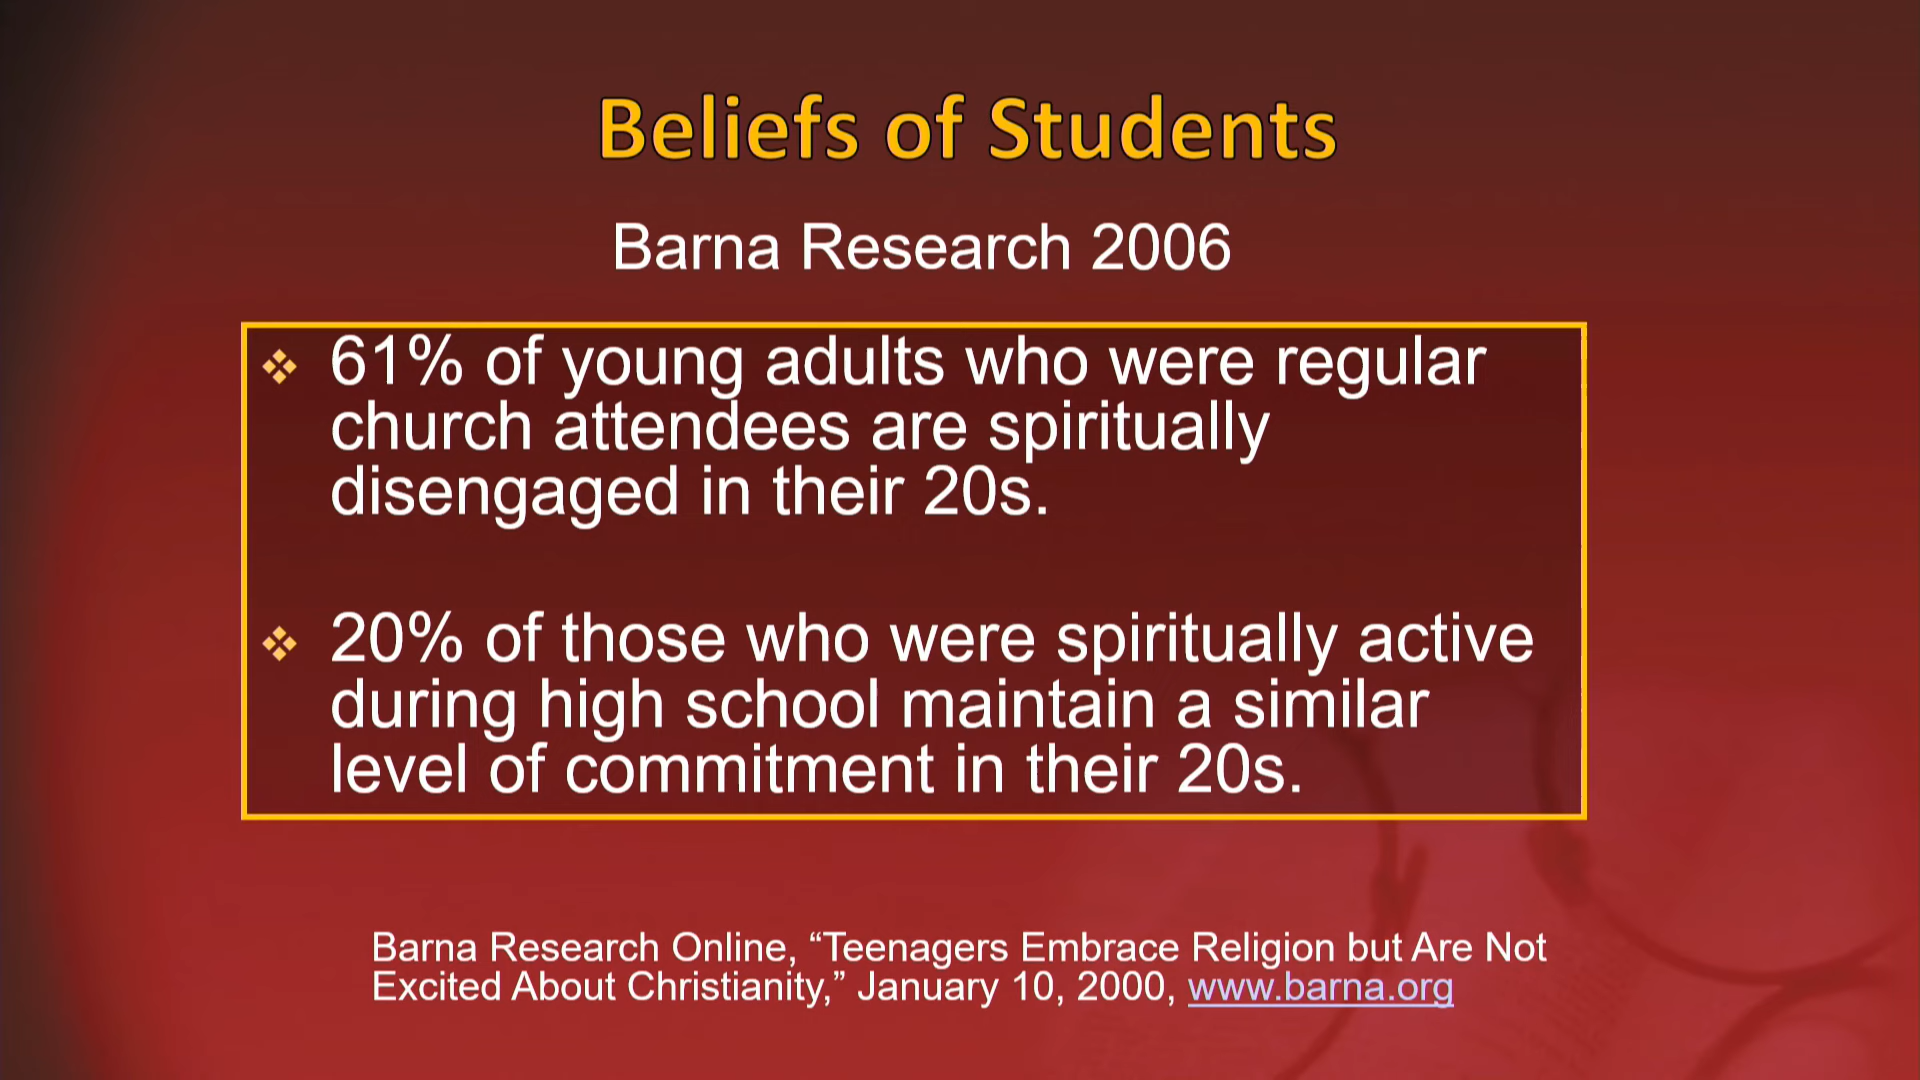 Beliefs of Students
Barna Research 2006
❖ 61% of young adults who were regular
church attendees are spiritually
disengaged in their 20s.
❖ 20% of those who were spiritually active
during high school maintain a similar
level of commitment in their 20s.
Barna Research Online, “Teenagers Embrace Religion but Are Not
Excited About Christianity,” January 10, 2000, www.barna.org